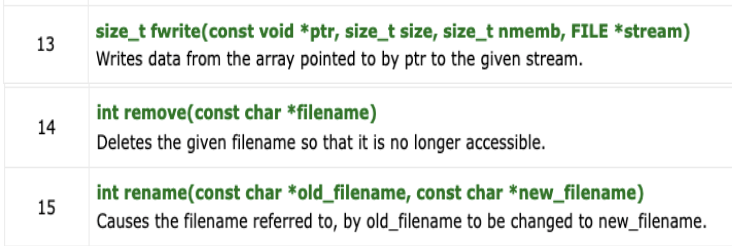 13
size_t fwrite(const void *ptr, size_t size, size_t nmemb, FILE *stream)
Writes data from the array pointed to by ptr to the given stream.
14
int remove(const char *filename)
Deletes the given filename so that it is no longer accessible.
15
int rename(const char *old_filename, const char *new_filename)
Causes the filename referred to, by old_filename to be changed to new_filename.